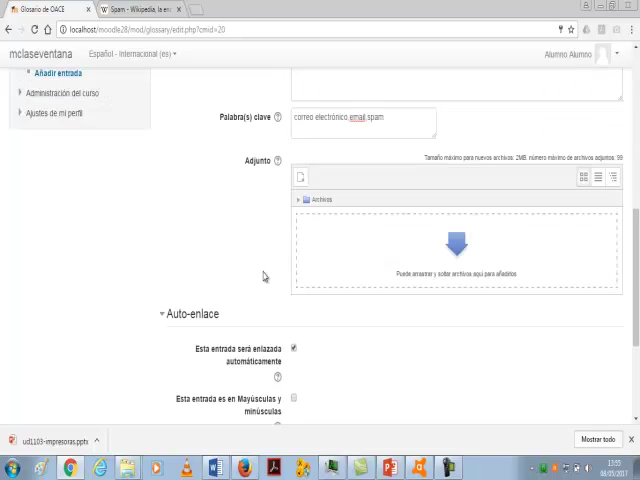 Glosario de OACE
Spam - Wikipedia, la en
localhost/moodle28/mod/glossary/edit.php?cmid=20
mclaseventana
Español - Internacional (es)
Alumno Alumno
Añadir entrada
Administración del curso
Ajustes de mi perfil
Palabra(s) clave
correo electrónico,email,spam
Adjunto
Tamaño máximo para nuevos archivos: 2MB, número máximo de archivos adjuntos: 99
Archivos
Puede arrastrar y soltar archivos aquí para añadirlos
Auto-enlace
Esta entrada será enlazada
automáticamente
Esta entrada es en Mayúsculas y
minúsculas
ud1103-impresoras.pptx
Mostrar todo
13:55
08/05/2017